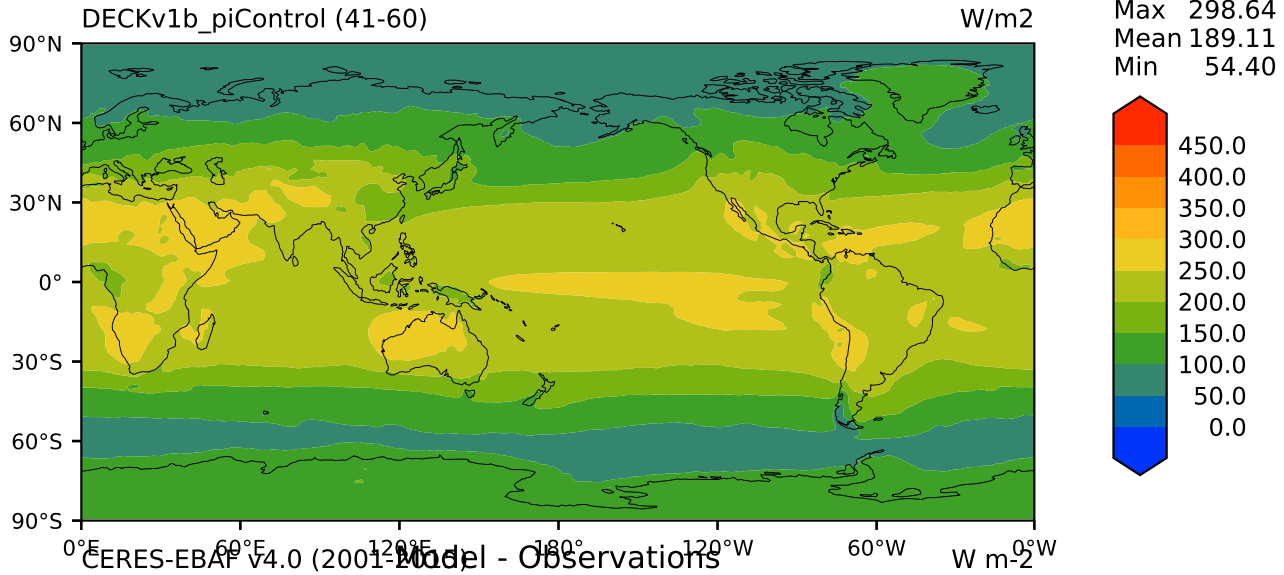 DECKv1b_piControl (41-60) W/m2
Max 298.64
Mean 189.11
Min 54.40
90°N
60°N
30°N
0°
30°S
60°S
90°S
450.0
400.0
350.0
300.0
250.0
200.0
150.0
100.0
50.0
0.0
0°E 60°E 120°E 180° 120°W 60°W 0°W
CERES-EBAF v4.0 (2001-2015) Model - Observations W m-2